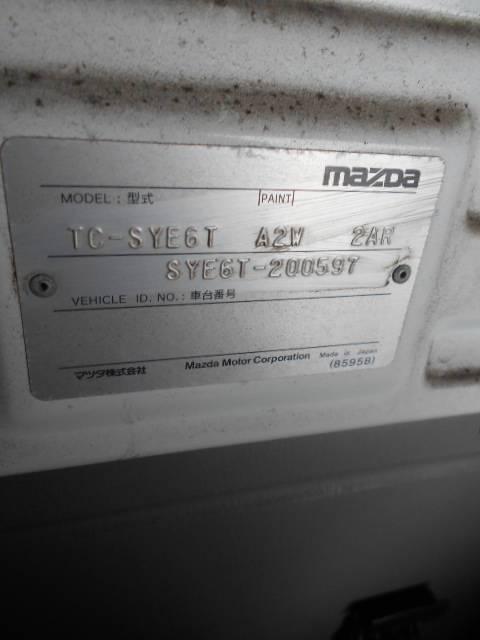 mazda
MODEL : 型式 PAINT
TC-SYE6T A2W 2AR
SYE6T-200597
VEHICLE ID. NO. : 車台番号
マツダ株式会社 Mazda Motor Corporation Made in Japan
(8595B)